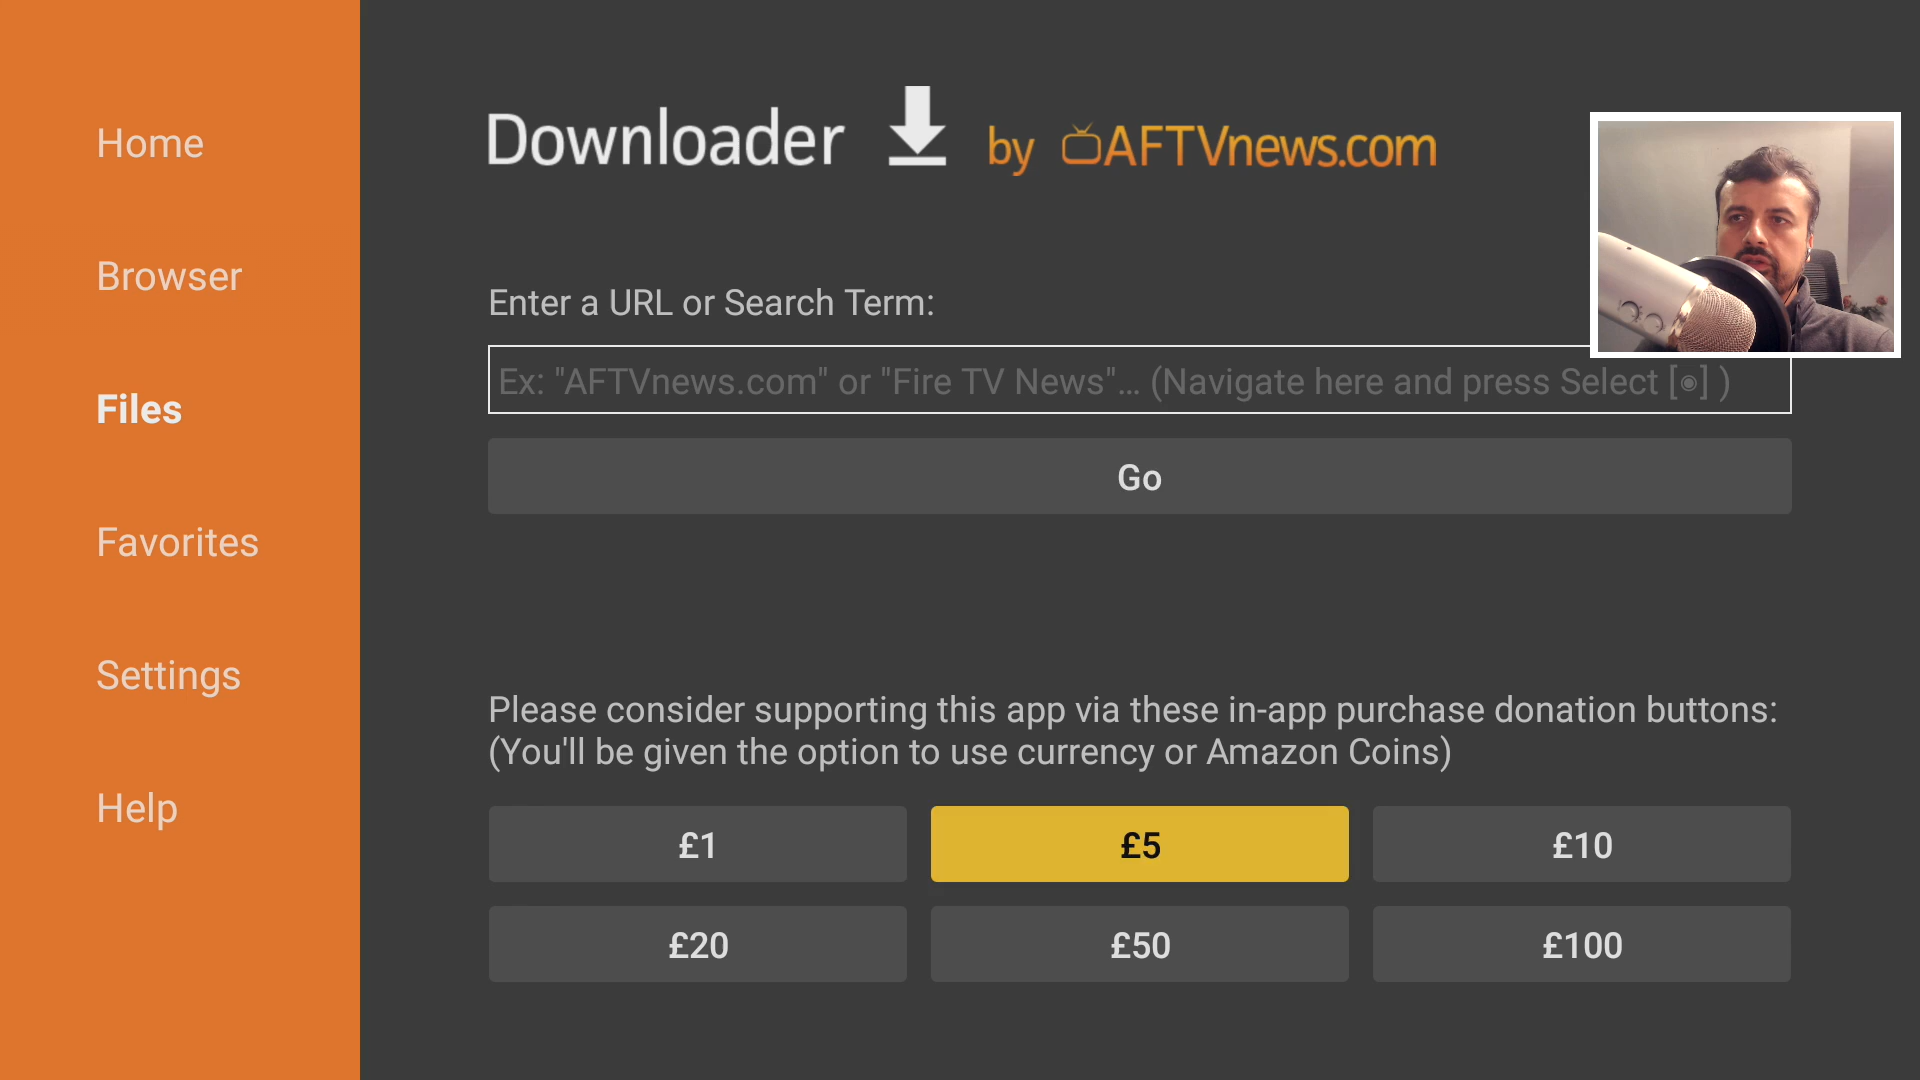 Home
Browser
Files
Favorites
Settings
Help
Downloader by AFTVnews.com
Enter a URL or Search Term:
Ex: "AFTVnews.com" or "Fire TV News"... (Navigate here and press Select [◉] )
Go
Please consider supporting this app via these in-app purchase donation buttons:
(You'll be given the option to use currency or Amazon Coins)
£1
£5
£10
£20
£50
£100